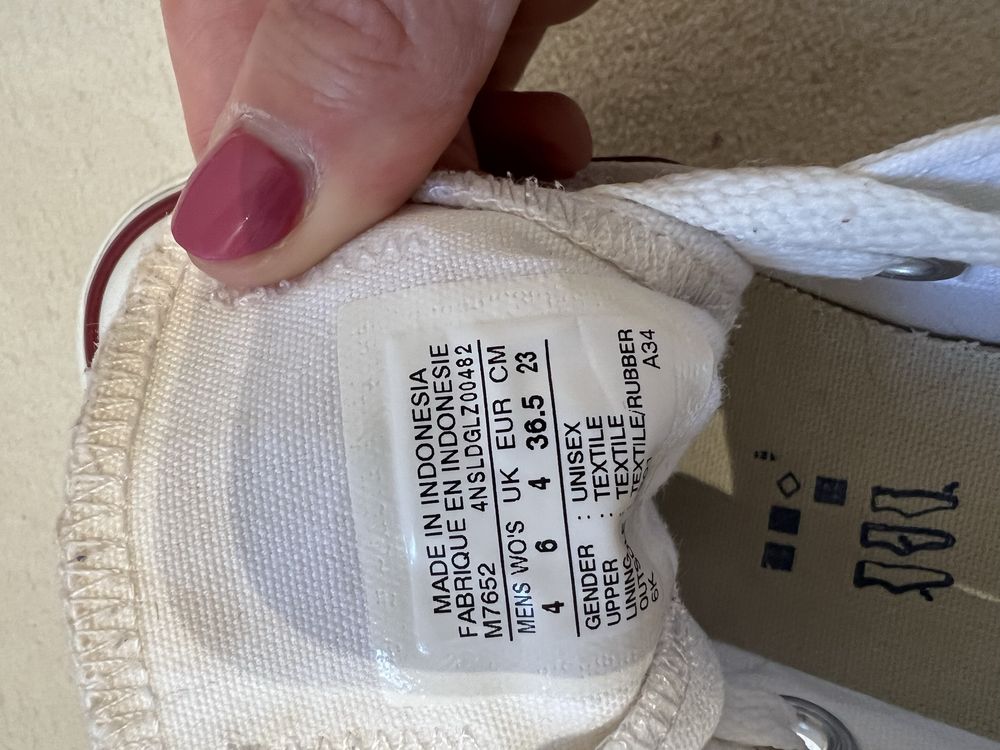 MADE IN INDONESIA
FABRIQUE EN INDONESIE
M7652 4NSLDGLZ00482
MENS WO'S UK EUR CM
4 6 4 36.5 23
GENDER : UNISEX
UPPER : TEXTILE
LINING TEXTILE
TEXTILE/RUBBER
A34